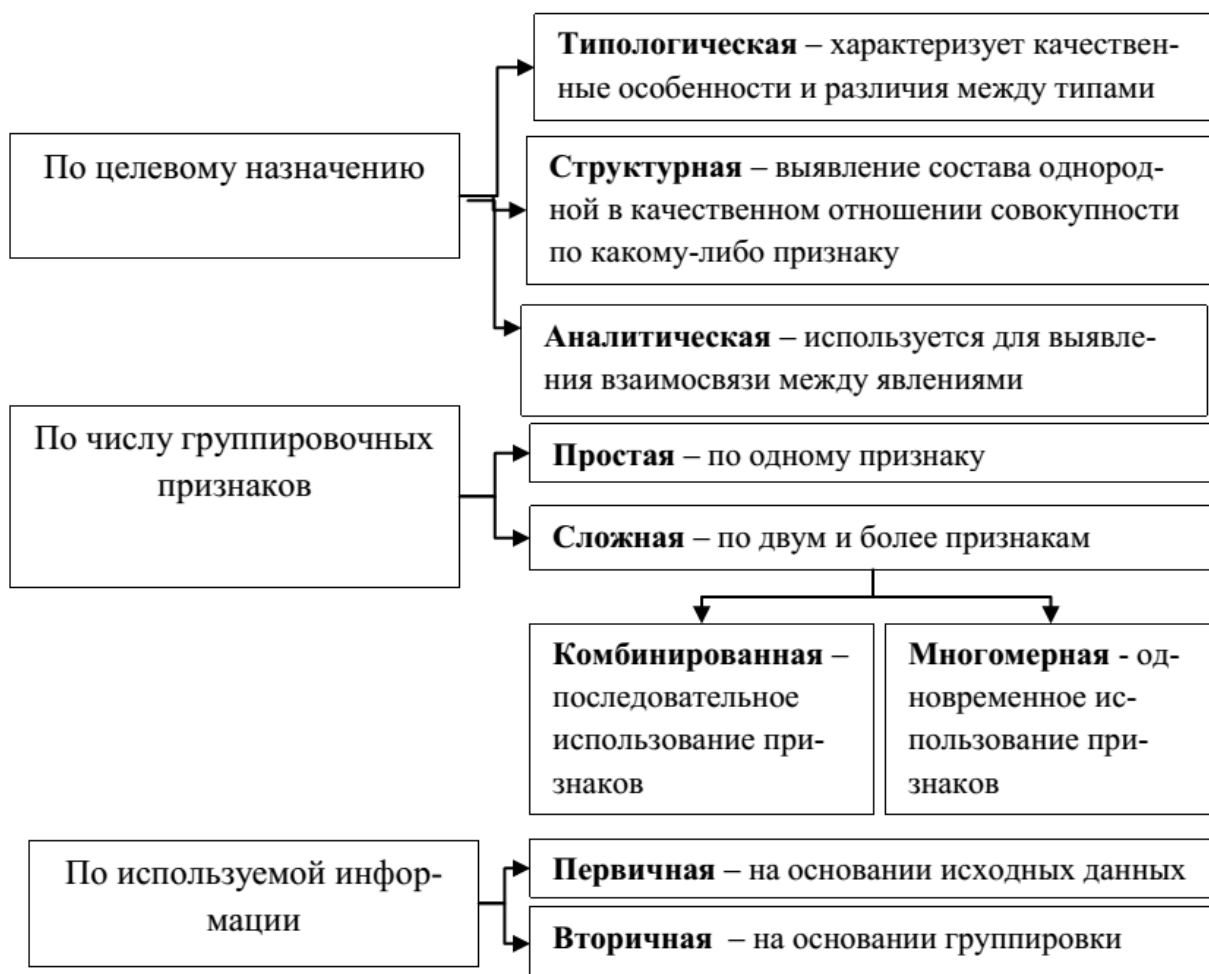 Типологическая – характеризует качествен-
ные особенности и различия между типами
По целевому назначению
Структурная – выявление состава однород-
ной в качественном отношении совокупности
по какому-либо признаку
Аналитическая – используется для выявле-
ния взаимосвязи между явлениями
По числу группировочных
признаков
Простая – по одному признаку
Сложная – по двум и более признакам
Комбинированная –
последовательное
использование при-
знаков
Многомерная - од-
новременное ис-
пользование при-
знаков
По используемой инфор-
мации
Первичная – на основании исходных данных
Вторичная – на основании группировки